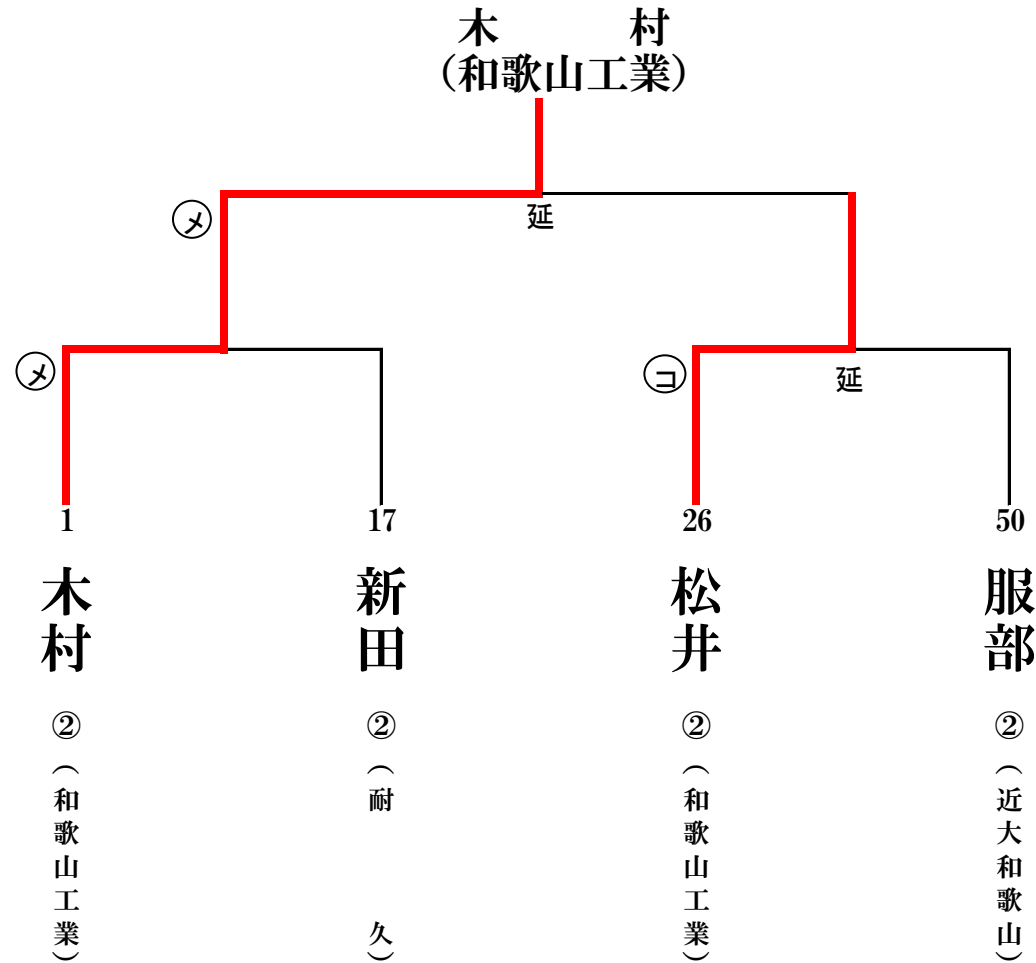 木村
(和歌山工業)
メ
延
メ
コ
延
1
17
26
50
木村
②
(和歌山工業)
新田
②
(耐久)
松井
②
(和歌山工業)
服部
②
(近大和歌山)